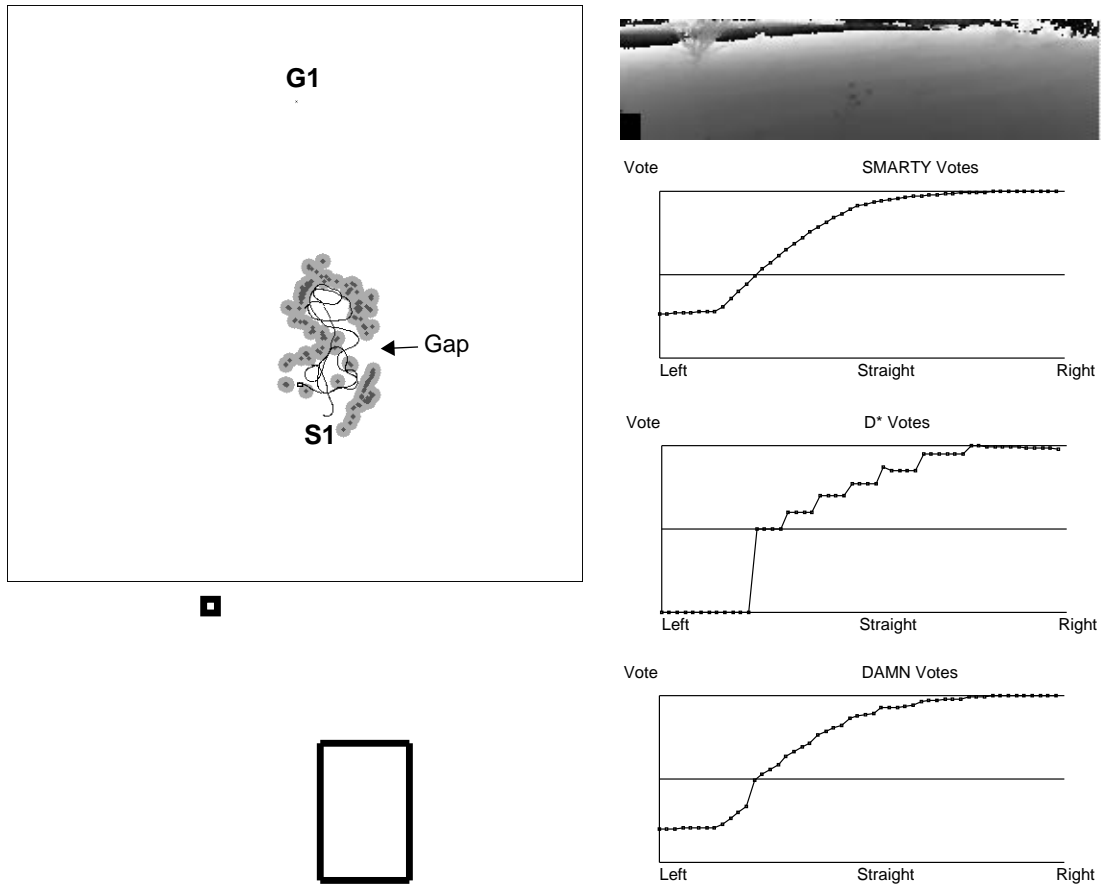 G1
Gap
S1
Vote SMARTY Votes
Left Straight Right
Vote D* Votes
Left Straight Right
Vote DAMN Votes
Left Straight Right